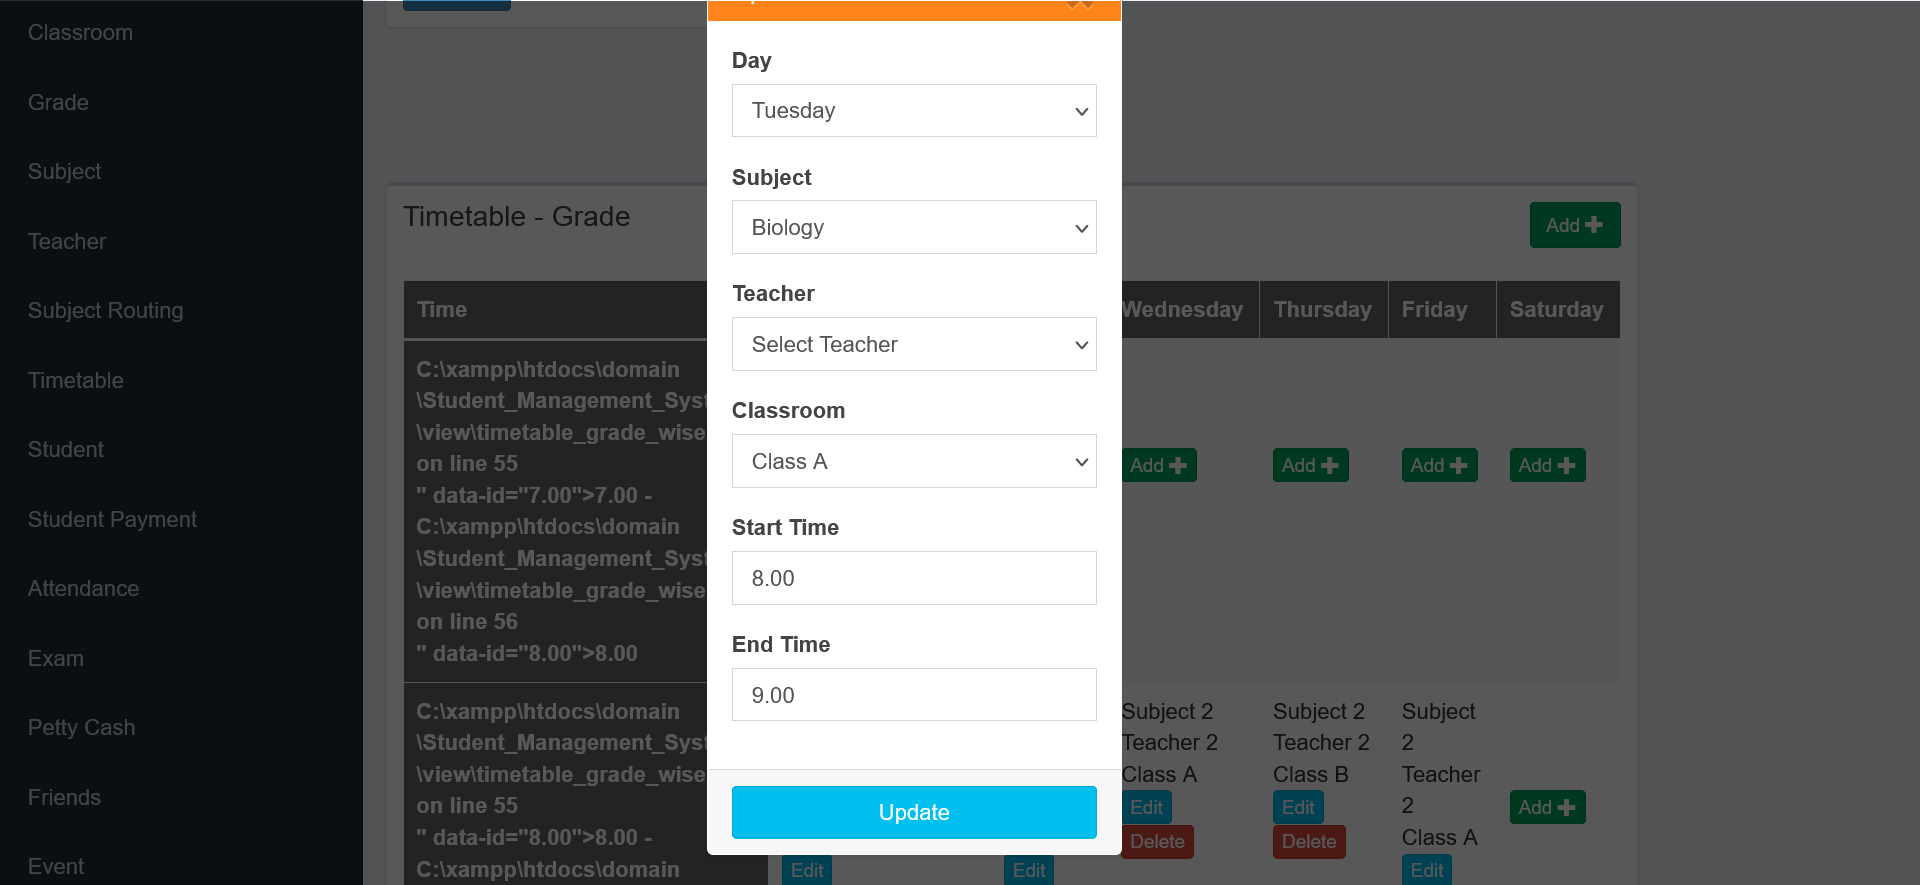 Classroom
Grade
Subject
Teacher
Subject Routing
Timetable
Student
Student Payment
Attendance
Exam
Petty Cash
Friends
Event
Day
Tuesday
Subject
Biology
Teacher
Select Teacher
Classroom
Class A
Start Time
8.00
End Time
9.00
Update
Timetable - Grade
Add
Time Wednesday Thursday Friday Saturday
C:\xampp\htdocs\domain
\Student_Management_Syst
\view\timetable_grade_wise
on line 55
" data-id="7.00">7.00 -
C:\xampp\htdocs\domain
\Student_Management_Syst
\view\timetable_grade_wise
on line 56
" data-id="8.00">8.00
Add Add Add Add
C:\xampp\htdocs\domain
\Student_Management_Syst
\view\timetable_grade_wise
on line 55
" data-id="8.00">8.00 -
C:\xampp\htdocs\domain
Edit
Edit
Subject 2
Teacher 2
Class A
Edit
Delete
Subject 2
Teacher 2
Class B
Edit
Delete
Subject
2
Teacher
2
Class A
Edit
Add